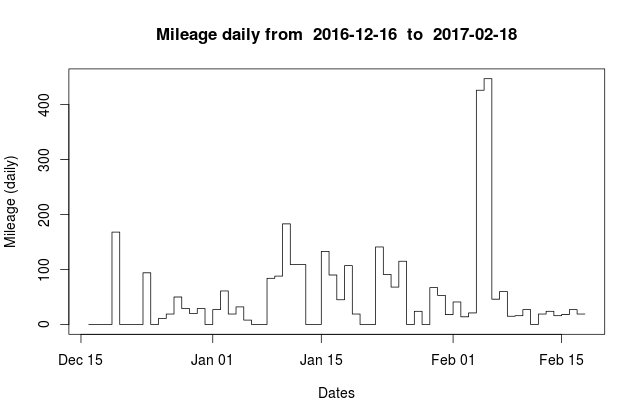 Mileage daily from  2016-12-16  to  2017-02-18
Mileage (daily)
400
300
200
100
0
Dec 15
Jan 01
Jan 15
Feb 01
Feb 15
Dates